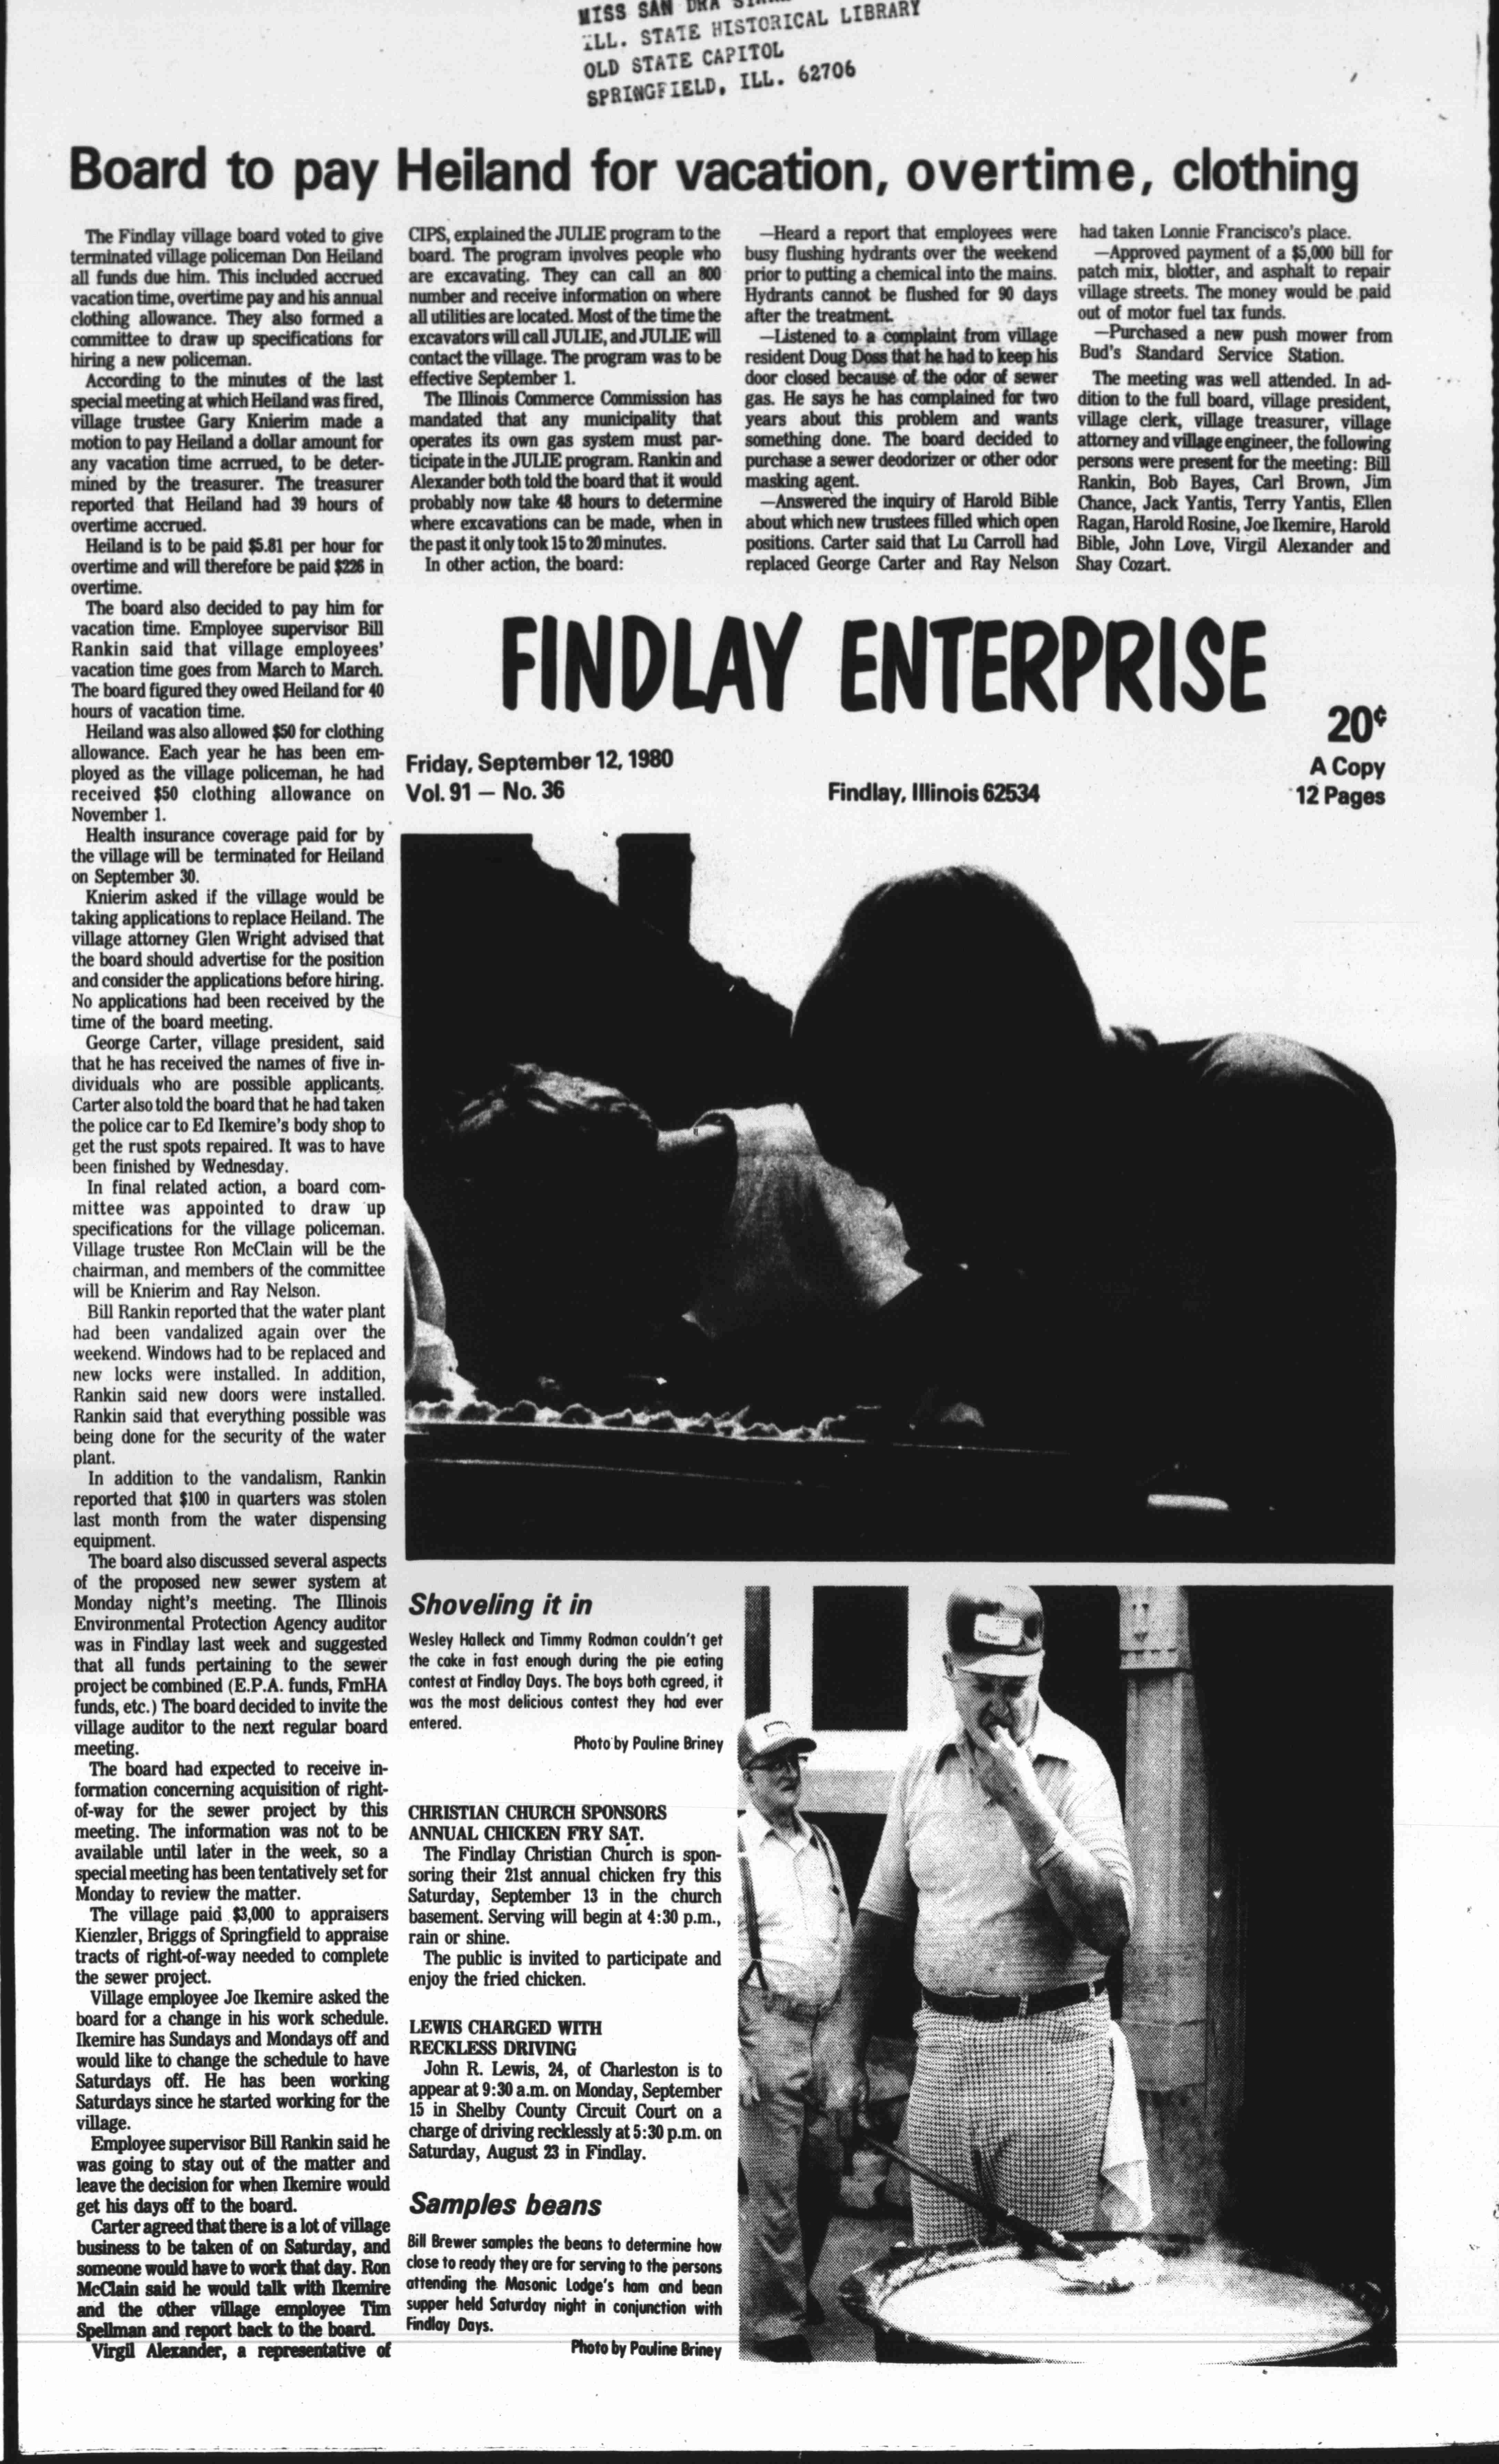 MISS SAN DRA
ILL. STATE HISTORICAL LIBRARY
OLD STATE CAPITOL
SPRINGFIELD, ILL. 62706
Board to pay Heiland for vacation, overtime, clothing
The Findlay village board voted to give
terminated village policeman Don Heiland
all funds due him. This included accrued
vacation time, overtime pay and his annual
clothing allowance. They also formed a
committee to draw up specifications for
hiring a new policeman.
According to the minutes of the last
special meeting at which Heiland was fired,
village trustee Gary Knierim made a
motion to pay Heiland a dollar amount for
any vacation time acrrued, to be deter-
mined by the treasurer. The treasurer
reported that Heiland had 39 hours of
overtime accrued.
Heiland is to be paid $5.81 per hour for
overtime and will therefore be paid $226 in
overtime.
The board also decided to pay him for
vacation time. Employee supervisor Bill
Rankin said that village employees'
vacation time goes from March to March.
The board figured they owed Heiland for 40
hours of vacation time.
Heiland was also allowed $50 for clothing
allowance. Each year he has been em-
ployed as the village policeman, he had
received $50 clothing allowance on
November 1.
Health insurance coverage paid for by
the village will be terminated for Heiland
on September 30.
Knierim asked if the village would be
taking applications to replace Heiland. The
village attorney Glen Wright advised that
the board should advertise for the position
and consider the applications before hiring.
No applications had been received by the
time of the board meeting.
George Carter, village president, said
that he has received the names of five in-
dividuals who are possible applicants.
Carter also told the board that he had taken
the police car to Ed Ikemire's body shop to
get the rust spots repaired. It was to have
been finished by Wednesday.
In final related action, a board com-
mittee was appointed to draw up
specifications for the village policeman.
Village trustee Ron McClain will be the
chairman, and members of the committee
will be Knierim and Ray Nelson.
Bill Rankin reported that the water plant
had been vandalized again over the
weekend. Windows had to be replaced and
new locks were installed. In addition,
Rankin said new doors were installed.
Rankin said that everything possible was
being done for the security of the water
plant.
In addition to the vandalism, Rankin
reported that $100 in quarters was stolen
last month from the water dispensing
equipment.
The board also discussed several aspects
of the proposed new sewer system at
Monday night's meeting. The Illinois
Environmental Protection Agency auditor
was in Findlay last week and suggested
that all funds pertaining to the sewer
project be combined (E.P.A. funds, FmHA
funds, etc.) The board decided to invite the
village auditor to the next regular board
meeting.
The board had expected to receive in-
formation concerning acquisition of right-
of-way for the sewer project by this
meeting. The information was not to be
available until later in the week, so a
special meeting has been tentatively set for
Monday to review the matter.
The village paid $3,000 to appraisers
Kienzler, Briggs of Springfield to appraise
tracts of right-of-way needed to complete
the sewer project.
Village employee Joe Ikemire asked the
board for a change in his work schedule.
Ikemire has Sundays and Mondays off and
would like to change the schedule to have
Saturdays off. He has been working
Saturdays since he started working for the
village.
Employee supervisor Bill Rankin said he
was going to stay out of the matter and
leave the decision for when Ikemire would
get his days off to the board.
Carter agreed that there is a lot of village
business to be taken of on Saturday, and
someone would have to work that day. Ron
McClain said he would talk with Ikemire
and the other village employee Tim
Spellman and report back to the board.
Virgil Alexander, a representative of
CIPS, explained the JULIE program to the
board. The program involves people who
are excavating. They can call an 800
number and receive information on where
all utilities are located. Most of the time the
excavators will call JULIE, and JULIE will
contact the village. The program was to be
effective September 1.
The Illinois Commerce Commission has
mandated that any municipality that
operates its own gas system must par-
ticipate in the JULIE program. Rankin and
Alexander both told the board that it would
probably now take 48 hours to determine
where excavations can be made, when in
the past it only took 15 to 20 minutes.
In other action, the board:
—Heard a report that employees were
busy flushing hydrants over the weekend
prior to putting a chemical into the mains.
Hydrants cannot be flushed for 90 days
after the treatment.
—Listened to a complaint from village
resident Doug Doss that he had to keep his
door closed because of the odor of sewer
gas. He says he has complained for two
years about this problem and wants
something done. The board decided to
purchase a sewer deodorizer or other odor
masking agent.
—Answered the inquiry of Harold Bible
about which new trustees filled which open
positions. Carter said that Lu Carroll had
replaced George Carter and Ray Nelson
had taken Lonnie Francisco's place.
—Approved payment of a $5,000 bill for
patch mix, blotter, and asphalt to repair
village streets. The money would be paid
out of motor fuel tax funds.
—Purchased a new push mower from
Bud's Standard Service Station.
The meeting was well attended. In ad-
dition to the full board, village president,
village clerk, village treasurer, village
attorney and village engineer, the following
persons were present for the meeting: Bill
Rankin, Bob Bayes, Carl Brown, Jim
Chance, Jack Yantis, Terry Yantis, Ellen
Ragan, Harold Rosine, Joe Ikemire, Harold
Bible, John Love, Virgil Alexander and
Shay Cozart.
FINDLAY ENTERPRISE
20¢
A Copy
12 Pages
Friday, September 12, 1980
Vol. 91 — No. 36
Findlay, Illinois 62534
Shoveling it in
Wesley Halleck and Timmy Rodman couldn't get
the cake in fast enough during the pie eating
contest at Findlay Days. The boys both agreed, it
was the most delicious contest they had ever
entered.
Photo by Pauline Briney
CHRISTIAN CHURCH SPONSORS
ANNUAL CHICKEN FRY SAT.
The Findlay Christian Church is spon-
soring their 21st annual chicken fry this
Saturday, September 13 in the church
basement. Serving will begin at 4:30 p.m.,
rain or shine.
The public is invited to participate and
enjoy the fried chicken.
LEWIS CHARGED WITH
RECKLESS DRIVING
John R. Lewis, 24, of Charleston is to
appear at 9:30 a.m. on Monday, September
15 in Shelby County Circuit Court on a
charge of driving recklessly at 5:30 p.m. on
Saturday, August 23 in Findlay.
Samples beans
Bill Brewer samples the beans to determine how
close to ready they are for serving to the persons
attending the Masonic Lodge's ham and bean
supper held Saturday night in conjunction with
Findlay Days.
Photo by Pauline Briney